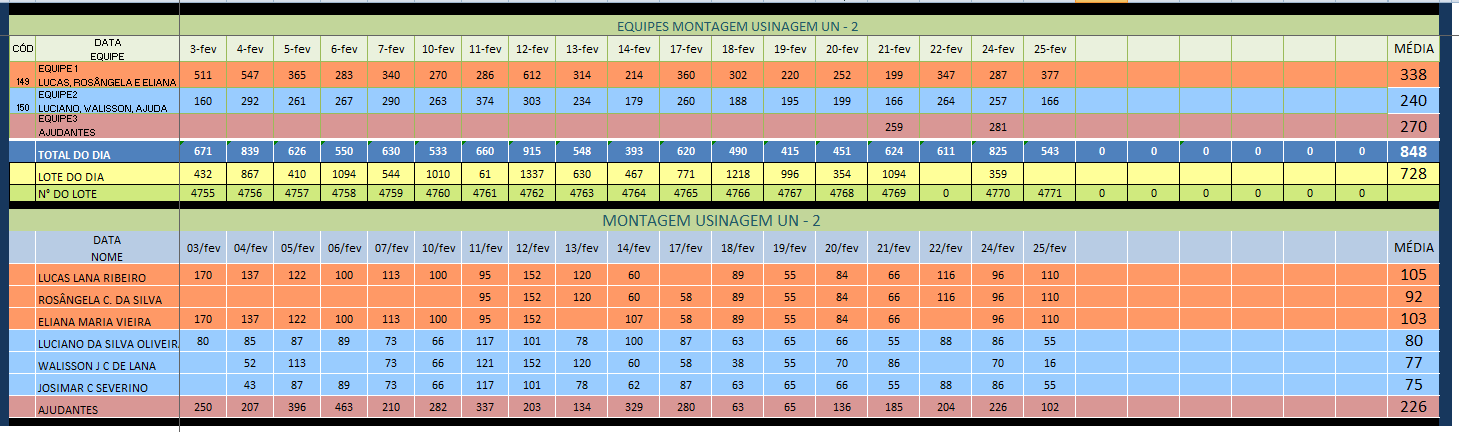 EQUIPES MONTAGEM USINAGEM UN - 2
CÓD DATA EQUIPE 3-fev 4-fev 5-fev 6-fev 7-fev 10-fev 11-fev 12-fev 13-fev 14-fev 17-fev 18-fev 19-fev 20-fev 21-fev 22-fev 24-fev 25-fev MÉDIA
149 EQUIPE 1 LUCAS, ROSÂNGELA E ELIANA 511 547 365 283 340 270 286 612 314 214 360 302 220 252 199 347 287 377 338
150 EQUIPE2 LUCIANO, WALISSON, AJUDA 160 292 261 267 290 263 374 303 234 179 260 188 195 199 166 264 257 166 240
EQUIPE3 AJUDANTES 259 281 270
TOTAL DO DIA 671 839 626 550 630 533 660 915 548 393 620 490 415 451 624 611 825 543 0 0 0 0 0 0 848
LOTE DO DIA 432 867 410 1094 544 1010 61 1337 630 467 771 1218 996 354 1094 359 728
N° DO LOTE 4755 4756 4757 4758 4759 4760 4761 4762 4763 4764 4765 4766 4767 4768 4769 0 4770 4771 0 0 0 0 0 0
MONTAGEM USINAGEM UN - 2
DATA NOME 03/fev 04/fev 05/fev 06/fev 07/fev 10/fev 11/fev 12/fev 13/fev 14/fev 17/fev 18/fev 19/fev 20/fev 21/fev 22/fev 24/fev 25/fev MÉDIA
LUCAS LANA RIBEIRO 170 137 122 100 113 100 95 152 120 60 89 55 84 66 116 96 110 105
ROSÂNGELA C. DA SILVA 95 152 120 60 58 89 55 84 66 116 96 110 92
ELIANA MARIA VIEIRA 170 137 122 100 113 100 95 152 107 58 89 55 84 66 96 110 103
LUCIANO DA SILVA OLIVEIR 80 85 87 89 73 66 117 101 78 100 87 63 65 66 55 88 86 55 80
WALISSON J C DE LANA 52 113 73 66 121 152 120 60 58 38 55 70 86 70 16 77
JOSIMAR C SEVERINO 43 87 89 73 66 117 101 78 62 87 63 65 66 55 88 86 55 75
AJUDANTES 250 207 396 463 210 282 337 203 134 329 280 63 65 136 185 204 226 102 226